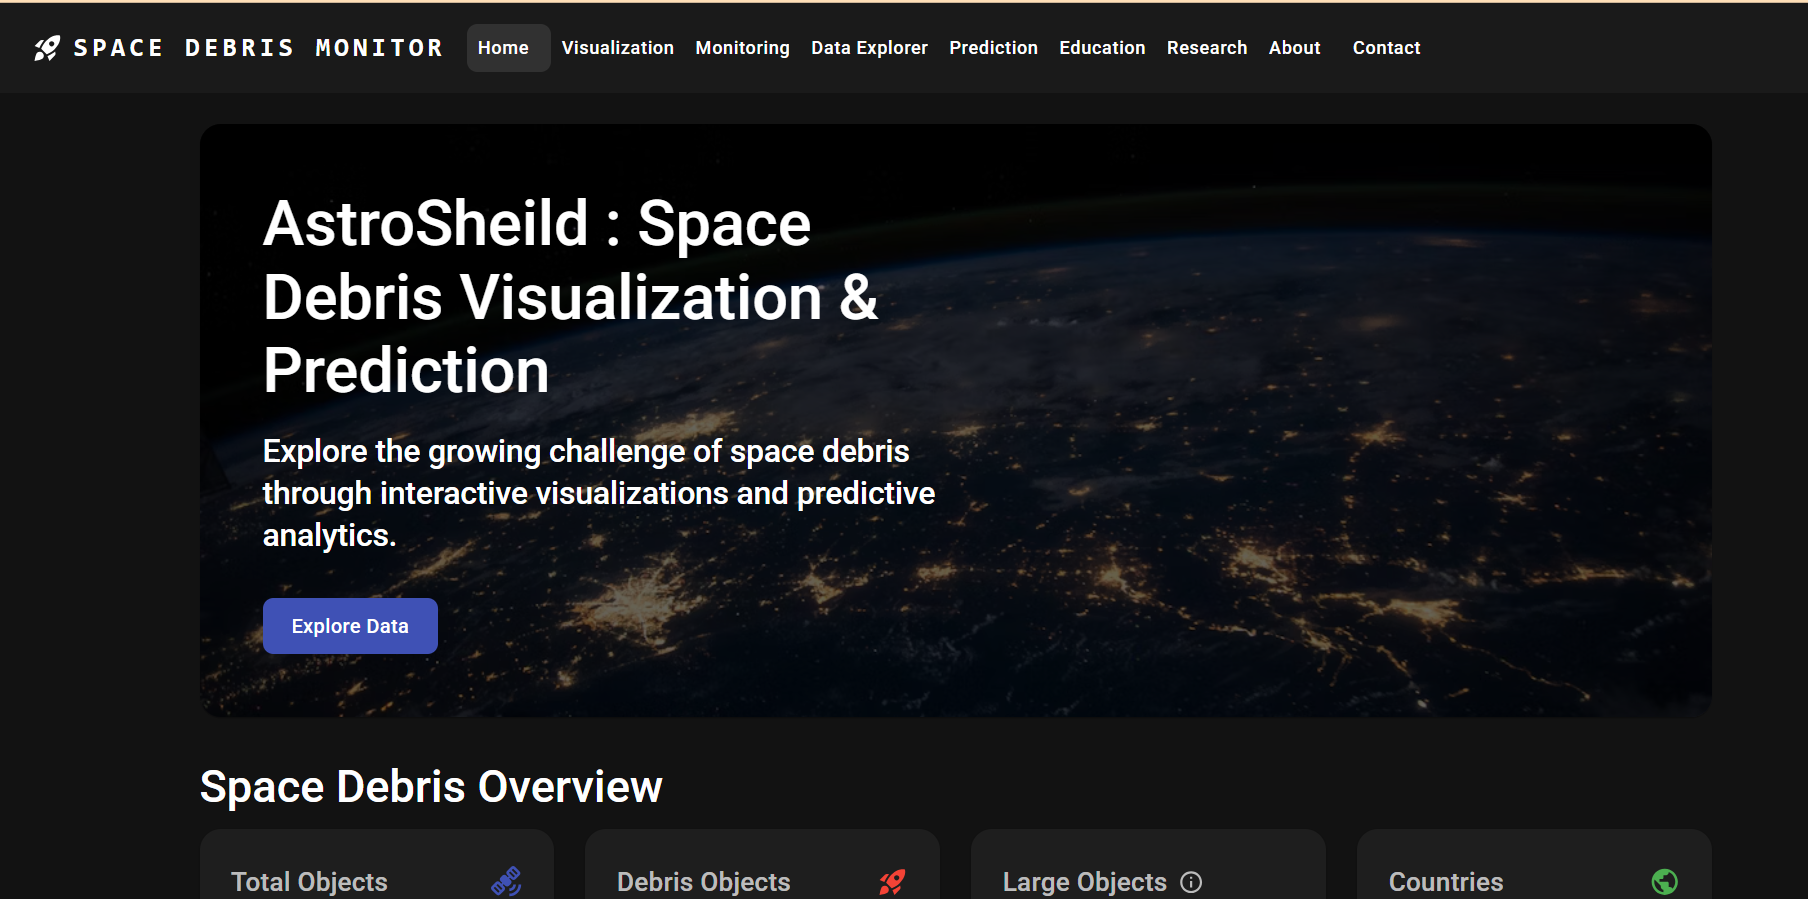 SPACE DEBRIS MONITOR
Home Visualization Monitoring Data Explorer Prediction Education Research About Contact
AstroSheild : Space
Debris Visualization &
Prediction
Explore the growing challenge of space debris
through interactive visualizations and predictive
analytics.
Explore Data
Space Debris Overview
Total Objects
Debris Objects
Large Objects
Countries